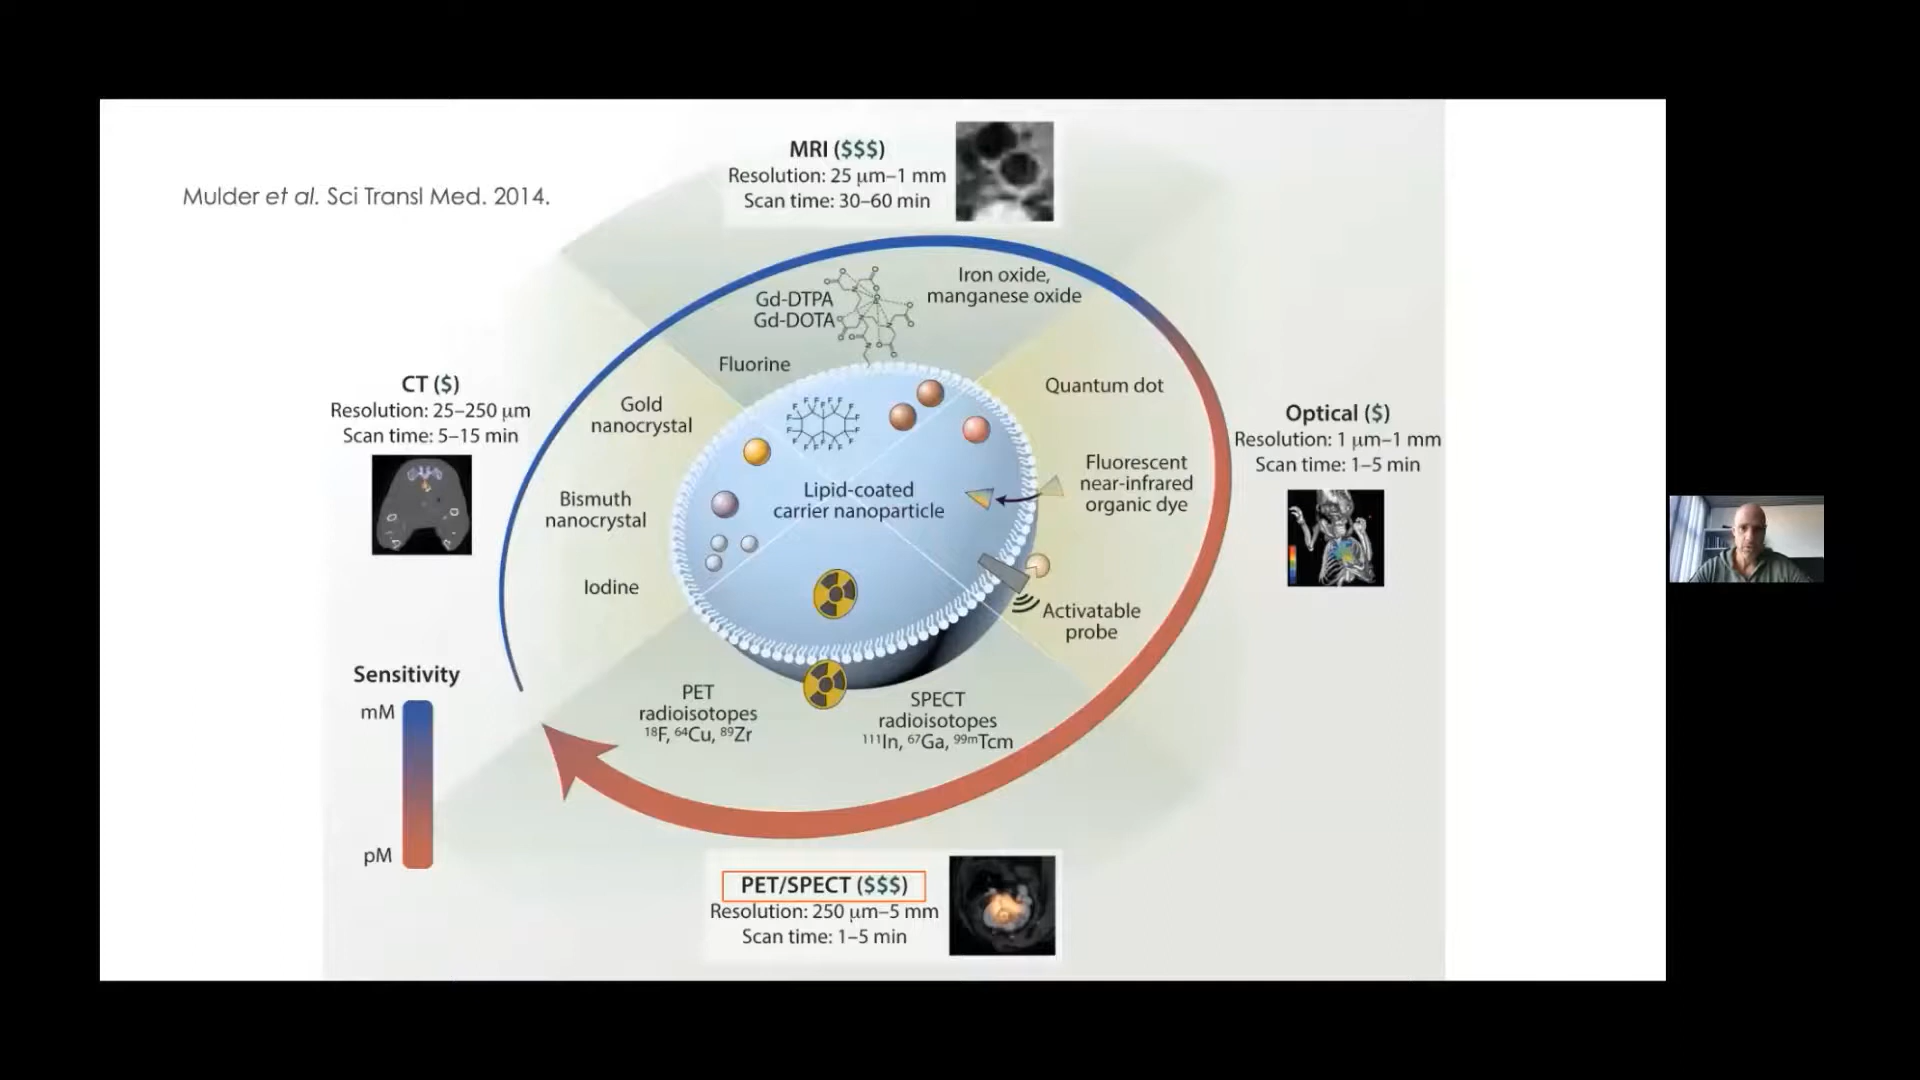 Mulder et al. Sci Transl Med. 2014.
MRI ($$$)
Resolution: 25 μm–1 mm
Scan time: 30–60 min
Gd-DTPA
Gd-DOTA
Iron oxide,
manganese oxide
Fluorine
CT ($)
Resolution: 25–250 μm
Scan time: 5–15 min
Gold
nanocrystal
Bismuth
nanocrystal
Iodine
Lipid-coated
carrier nanoparticle
Quantum dot
Fluorescent
near-infrared
organic dye
Activatable
probe
Optical ($)
Resolution: 1 μm–1 mm
Scan time: 1–5 min
Sensitivity
mM
pM
PET
radioisotopes
¹⁸F, ⁶⁴Cu, ⁸⁹Zr
SPECT
radioisotopes
¹¹¹In, ⁶⁷Ga, ⁹⁹ᵐTcm
PET/SPECT ($$$)
Resolution: 250 μm–5 mm
Scan time: 1–5 min